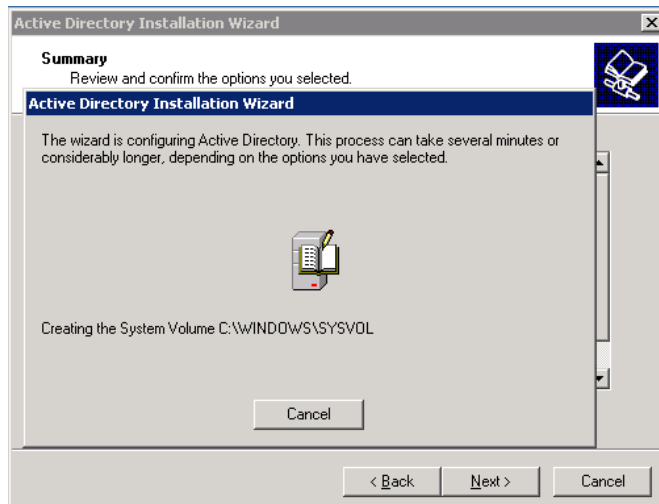 Active Directory Installation Wizard
Summary
Review and confirm the options you selected.
Active Directory Installation Wizard
The wizard is configuring Active Directory. This process can take several minutes or
considerably longer, depending on the options you have selected.
Creating the System Volume C:\WINDOWS\SYSVOL
Cancel
< Back Next > Cancel